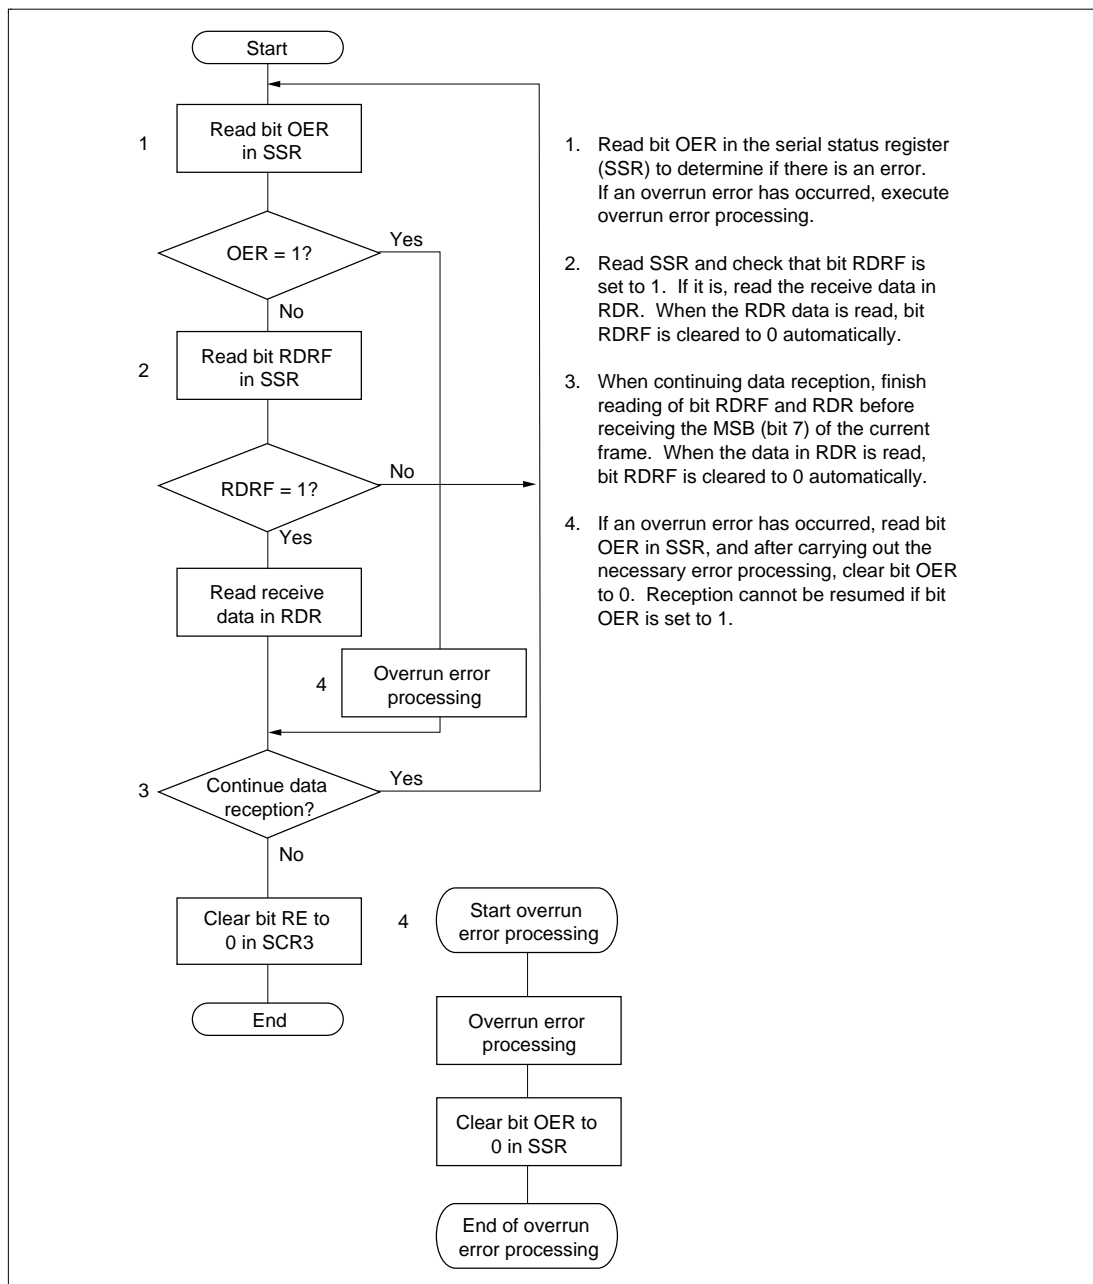 Start
1
Read bit OER
in SSR
OER = 1?
Yes
No
2
Read bit RDRF
in SSR
RDRF = 1?
No
Yes
Read receive
data in RDR
4
Overrun error
processing
3
Continue data
reception?
Yes
No
Clear bit RE to
0 in SCR3
End
4
Start overrun
error processing
Overrun error
processing
Clear bit OER to
0 in SSR
End of overrun
error processing
1. Read bit OER in the serial status register
(SSR) to determine if there is an error.
If an overrun error has occurred, execute
overrun error processing.
2. Read SSR and check that bit RDRF is
set to 1. If it is, read the receive data in
RDR. When the RDR data is read, bit
RDRF is cleared to 0 automatically.
3. When continuing data reception, finish
reading of bit RDRF and RDR before
receiving the MSB (bit 7) of the current
frame. When the data in RDR is read,
bit RDRF is cleared to 0 automatically.
4. If an overrun error has occurred, read bit
OER in SSR, and after carrying out the
necessary error processing, clear bit OER
to 0. Reception cannot be resumed if bit
OER is set to 1.